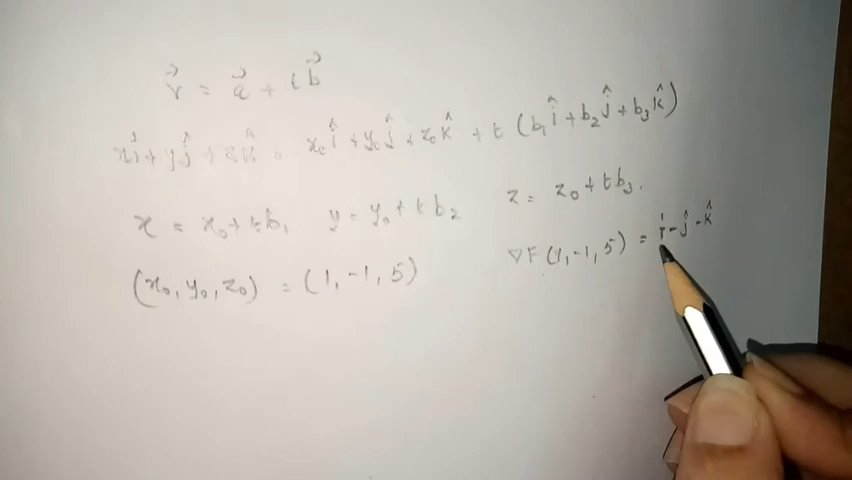 r⃗ = a⃗ + t b⃗
xî + yĵ + zk̂ = x₀î + y₀ĵ + z₀k̂ + t (b₁î + b₂ĵ + b₃k̂)
x = x₀ + tb₁ y = y₀ + tb₂ z = z₀ + tb₃.
(x₀, y₀, z₀) = (1, -1, 5) ∇F (1, -1, 5) = î - ĵ - k̂